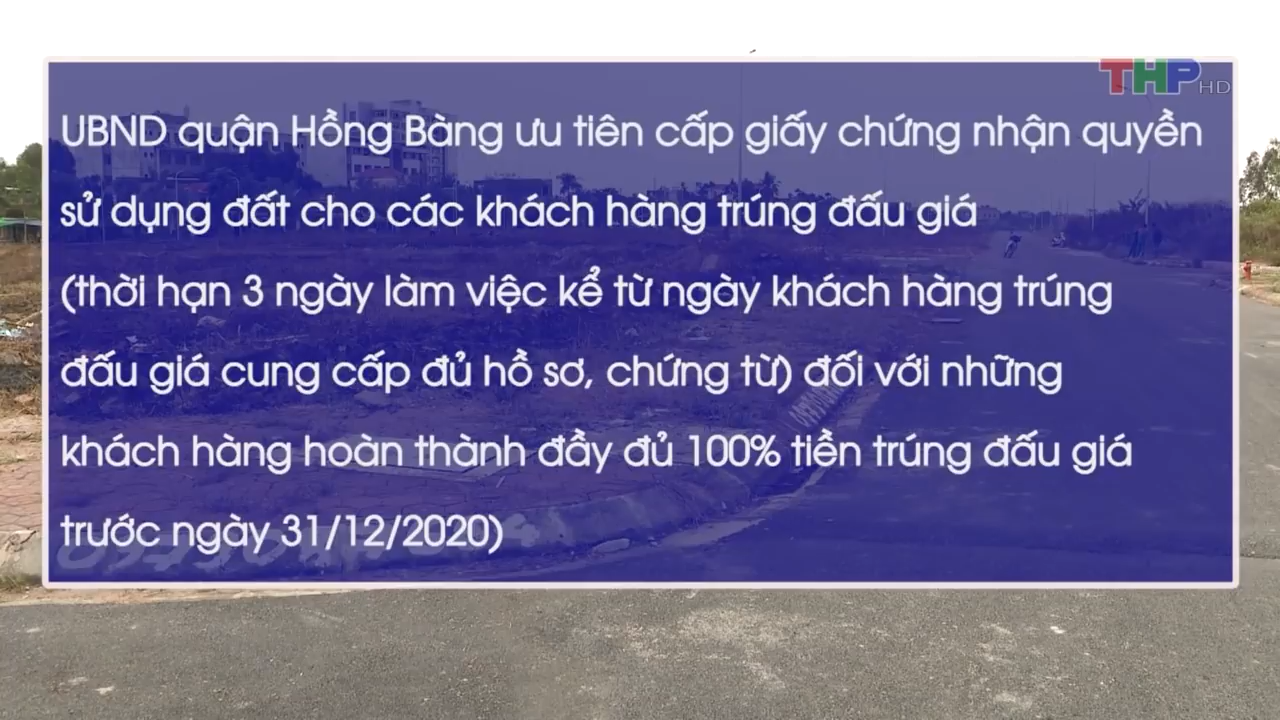 THP HD
UBND quận Hồng Bàng ưu tiên cấp giấy chứng nhận quyền
sử dụng đất cho các khách hàng trúng đấu giá
(thời hạn 3 ngày làm việc kể từ ngày khách hàng trúng
đấu giá cung cấp đủ hồ sơ, chứng từ) đối với những
khách hàng hoàn thành đầy đủ 100% tiền trúng đấu giá
trước ngày 31/12/2020)